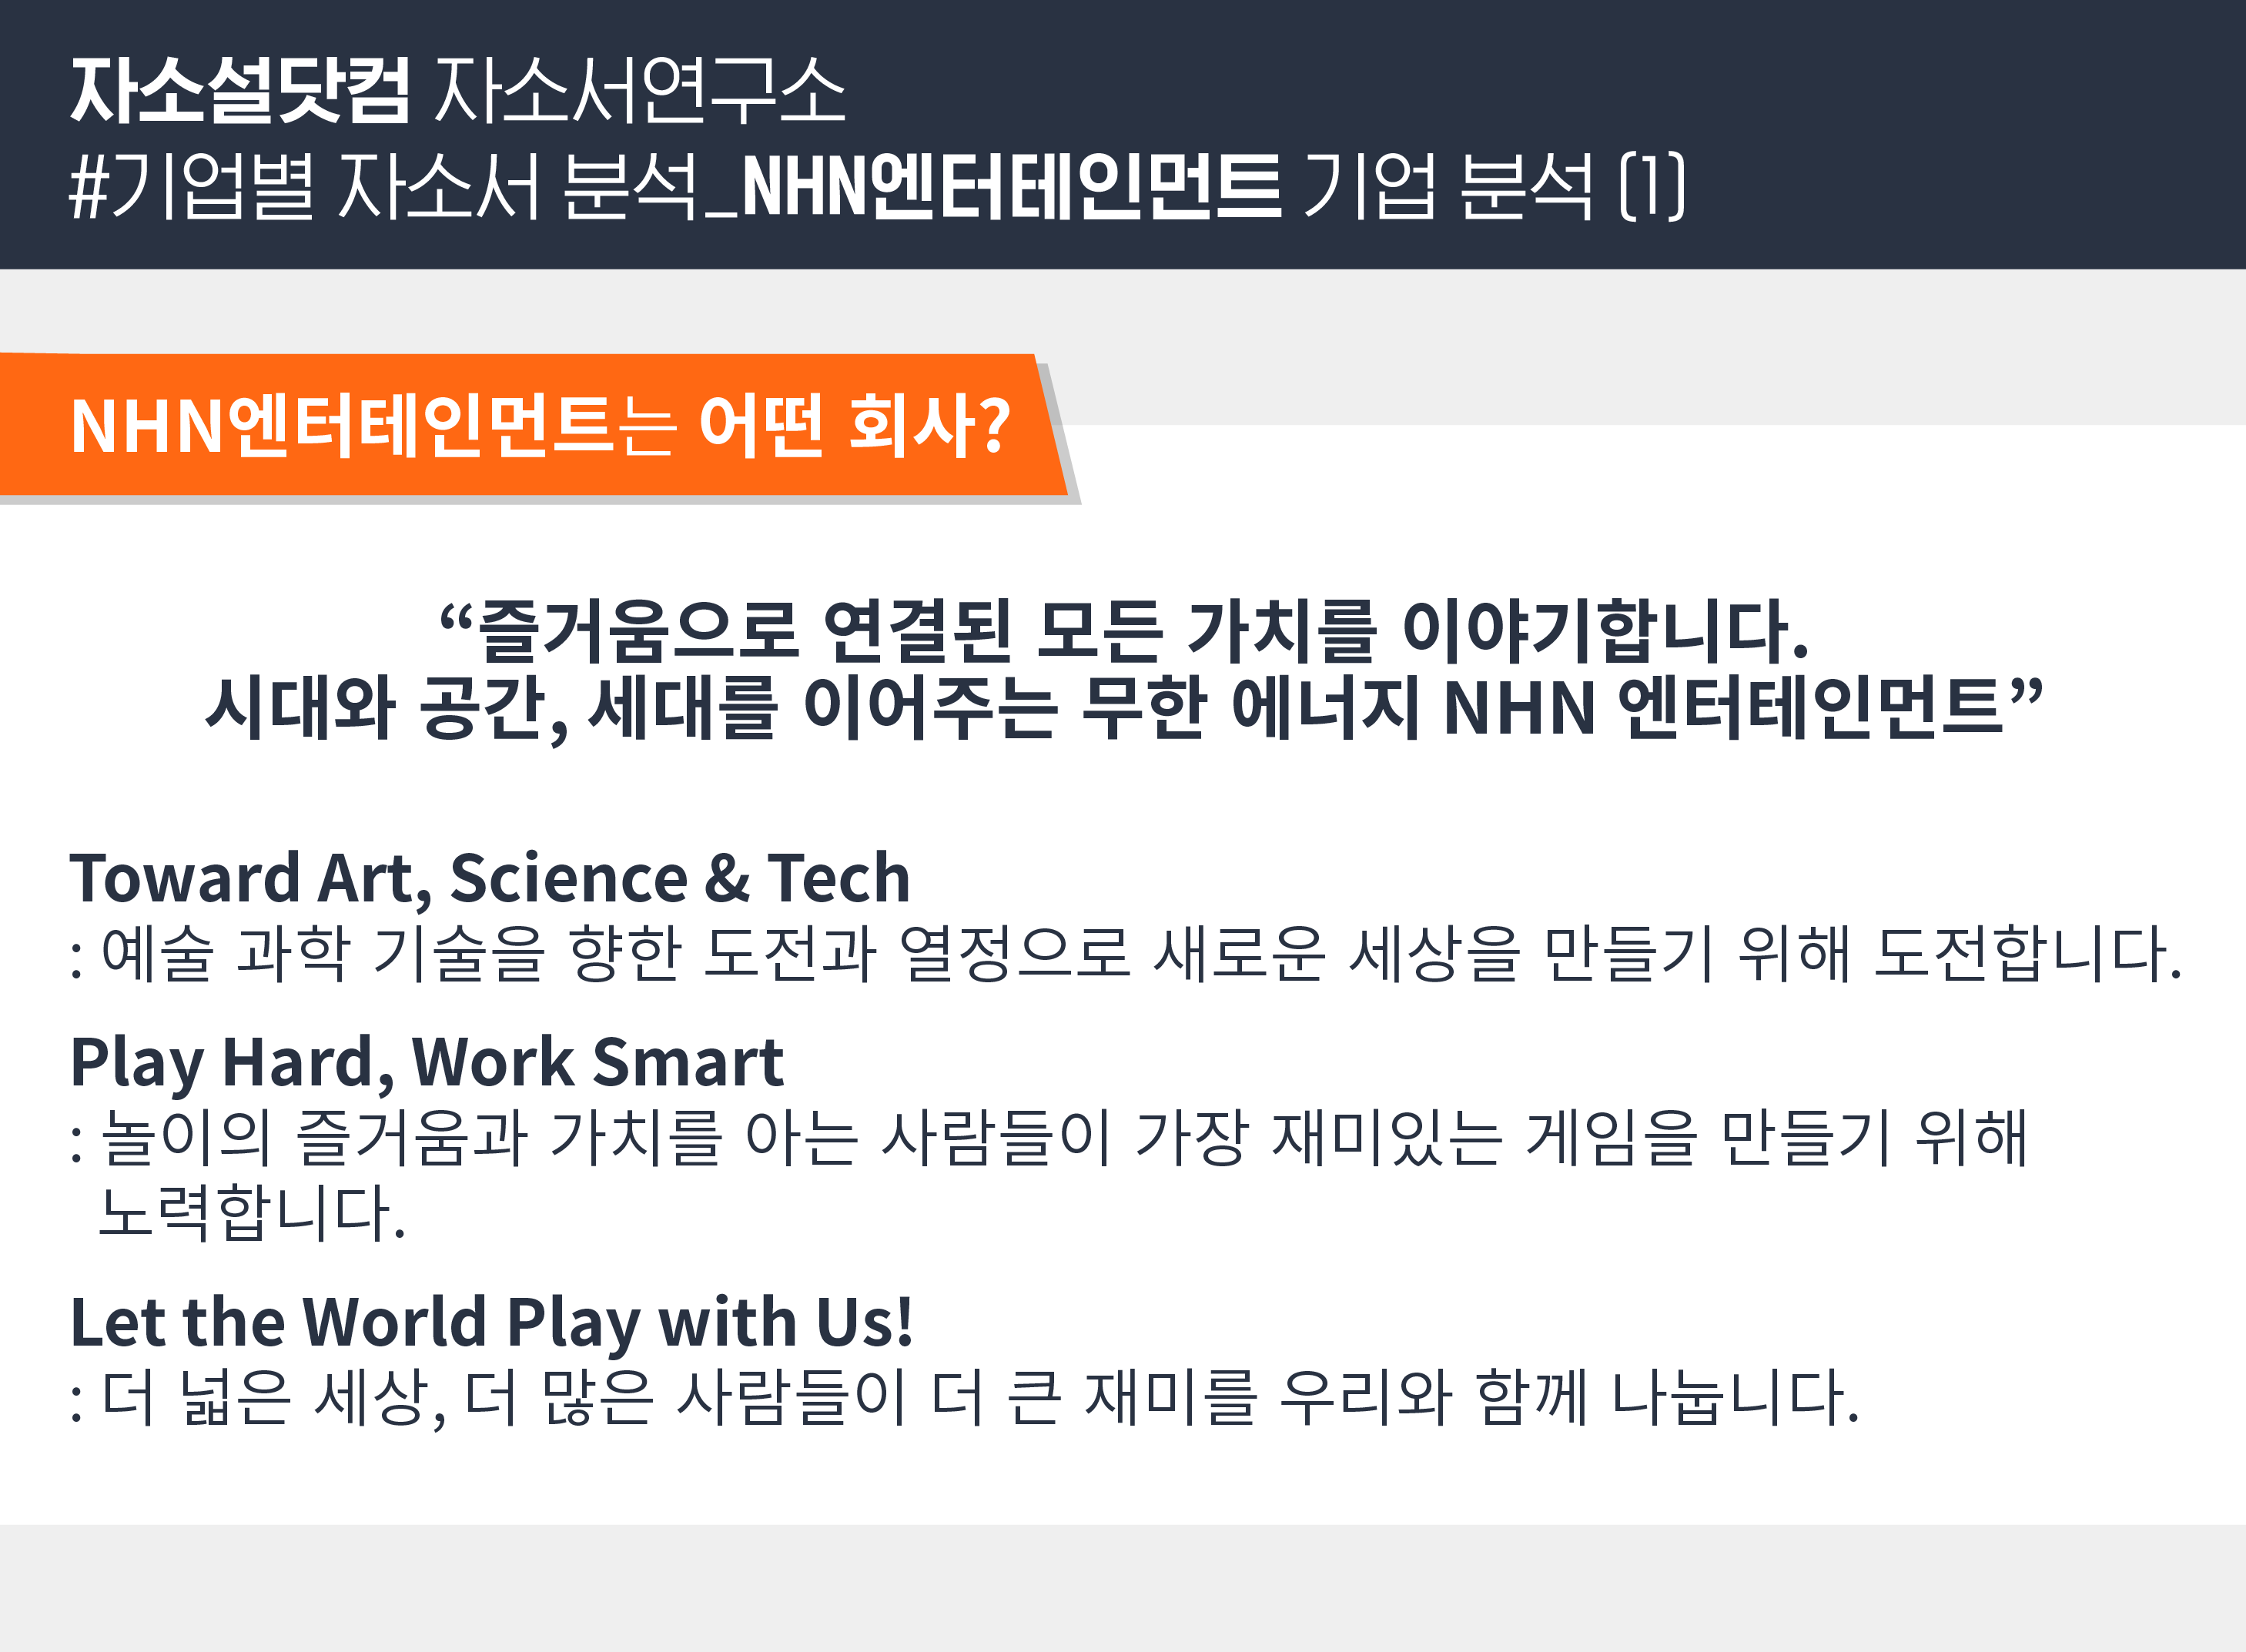 자소설닷컴 자소서연구소
#기업별 자소서 분석_NHN엔터테인먼트 기업 분석 (1)
NHN엔터테인먼트는 어떤 회사?
“즐거움으로 연결된 모든 가치를 이야기합니다.
시대와 공간, 세대를 이어주는 무한 에너지 NHN 엔터테인먼트”
Toward Art, Science & Tech
: 예술 과학 기술을 향한 도전과 열정으로 새로운 세상을 만들기 위해 도전합니다.
Play Hard, Work Smart
: 놀이의 즐거움과 가치를 아는 사람들이 가장 재미있는 게임을 만들기 위해
노력합니다.
Let the World Play with Us!
: 더 넓은 세상, 더 많은 사람들이 더 큰 재미를 우리와 함께 나눕니다.